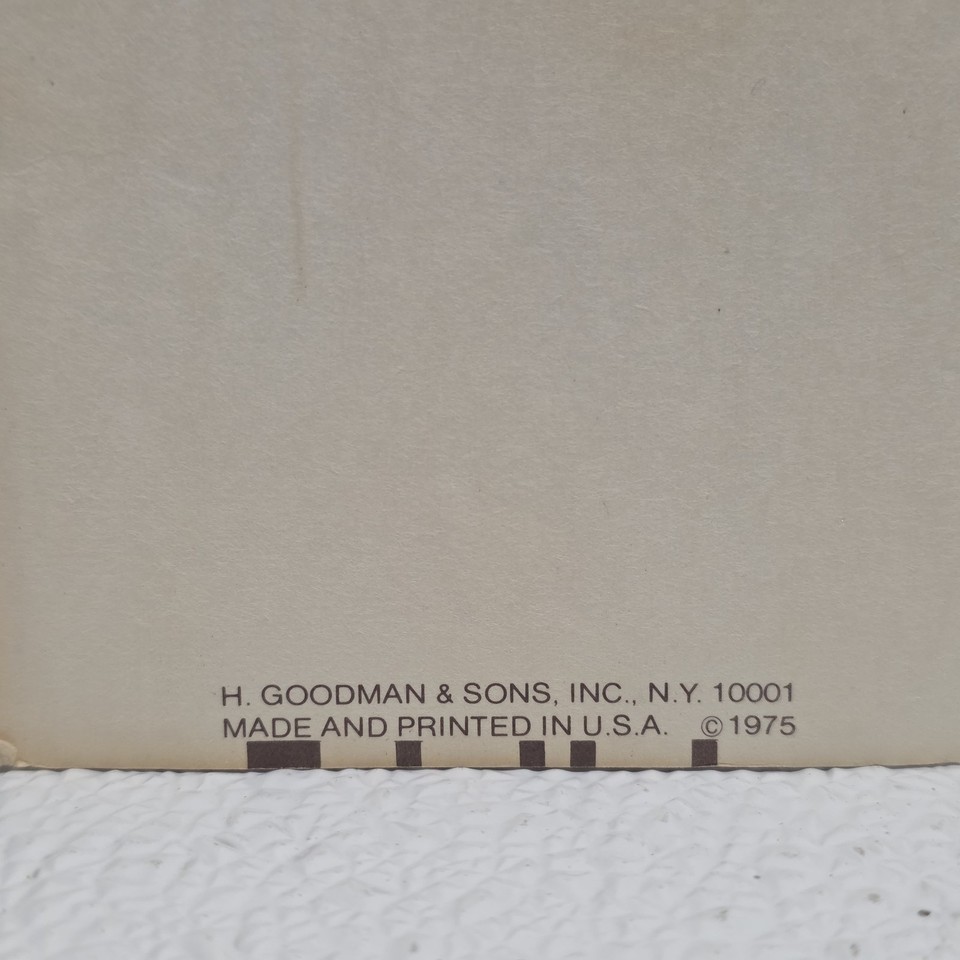 H. GOODMAN & SONS, INC., N.Y. 10001
MADE AND PRINTED IN U.S.A. © 1975